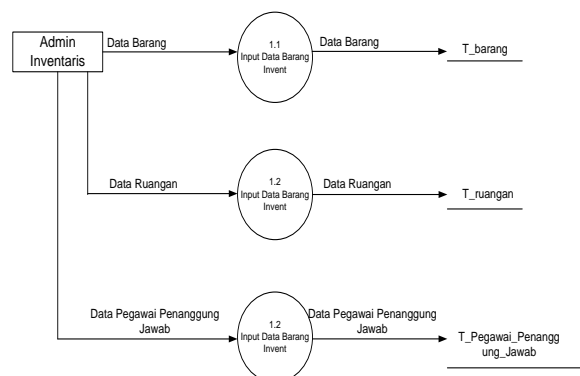 Admin
Inventaris
Data Barang
1.1
Input Data Barang
Invent
Data Barang
T_barang
Data Ruangan
1.2
Input Data Barang
Invent
Data Ruangan
T_ruangan
Data Pegawai Penanggung
Jawab
1.2
Input Data Barang
Invent
Data Pegawai Penanggung
Jawab
T_Pegawai_Penangg
ung_Jawab